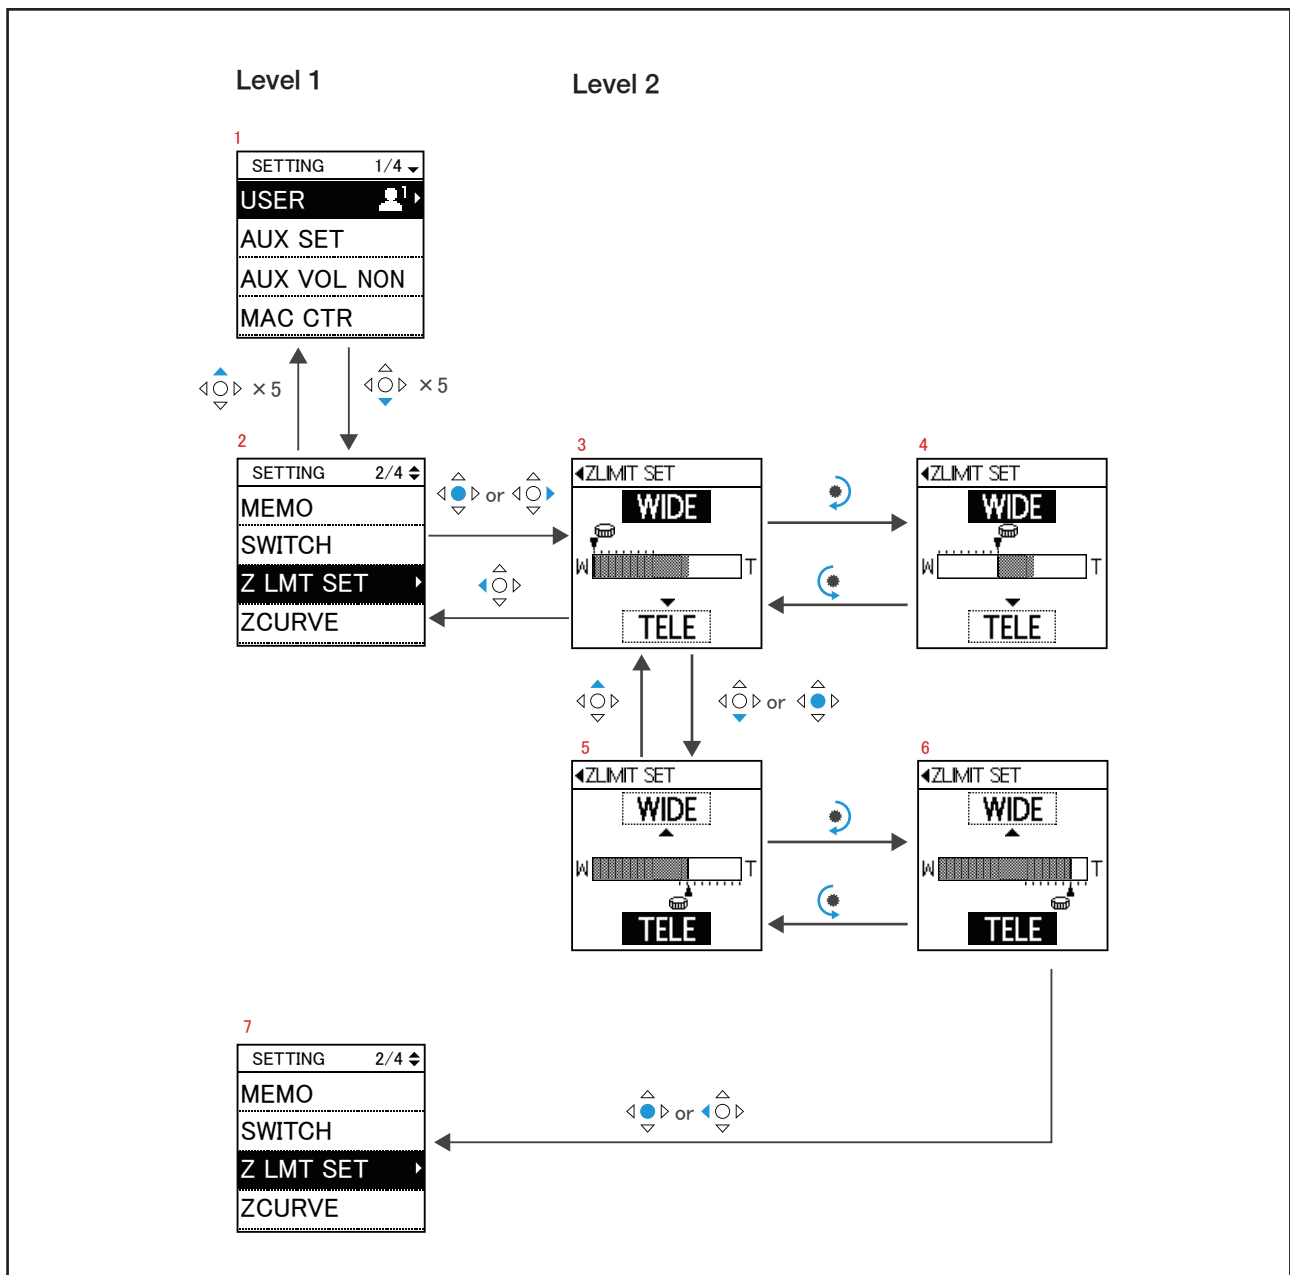 Level 1
Level 2
1
SETTING 1/4
USER 1
AUX SET
AUX VOL NON
MAC CTR
×5
×5
2
SETTING 2/4
MEMO
SWITCH
Z LMT SET
ZCURVE
or
3
ZLIMIT SET
WIDE
W T
TELE
4
ZLIMIT SET
WIDE
W T
TELE
or
5
ZLIMIT SET
WIDE
W T
TELE
6
ZLIMIT SET
WIDE
W T
TELE
7
SETTING 2/4
MEMO
SWITCH
Z LMT SET
ZCURVE
or